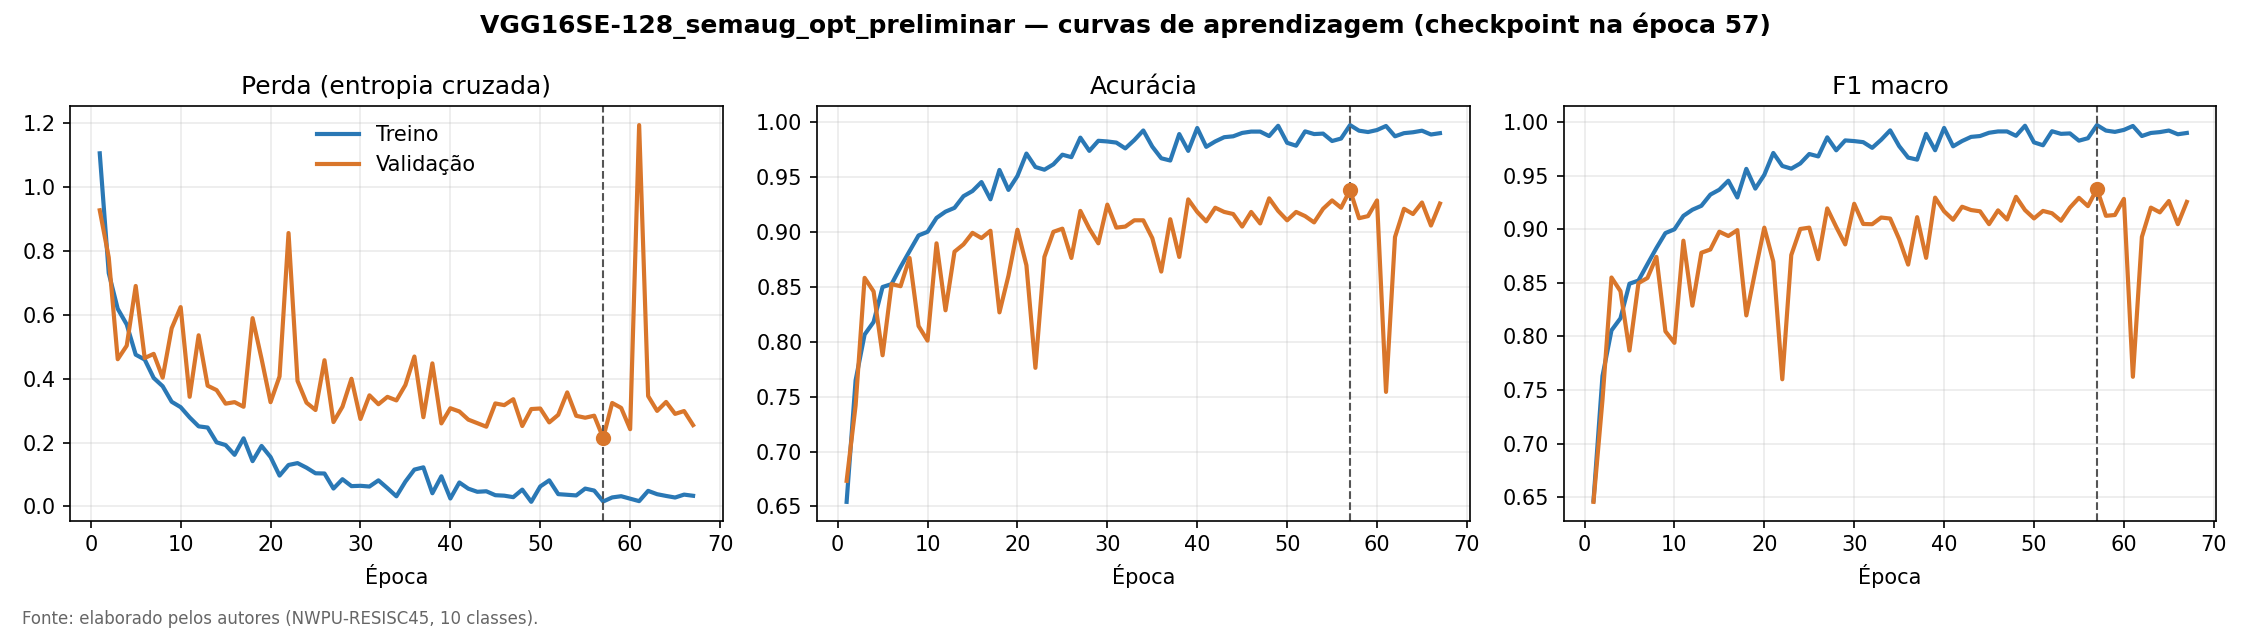 VGG16SE-128_semaug_opt_preliminar — curvas de aprendizagem (checkpoint na época 57)
Perda (entropia cruzada)
Treino
Validação
1.2
1.0
0.8
0.6
0.4
0.2
0.0
0 10 20 30 40 50 60 70
Época
Acurácia
1.00
0.95
0.90
0.85
0.80
0.75
0.70
0.65
0 10 20 30 40 50 60 70
Época
F1 macro
1.00
0.95
0.90
0.85
0.80
0.75
0.70
0.65
0 10 20 30 40 50 60 70
Época
Fonte: elaborado pelos autores (NWPU-RESISC45, 10 classes).